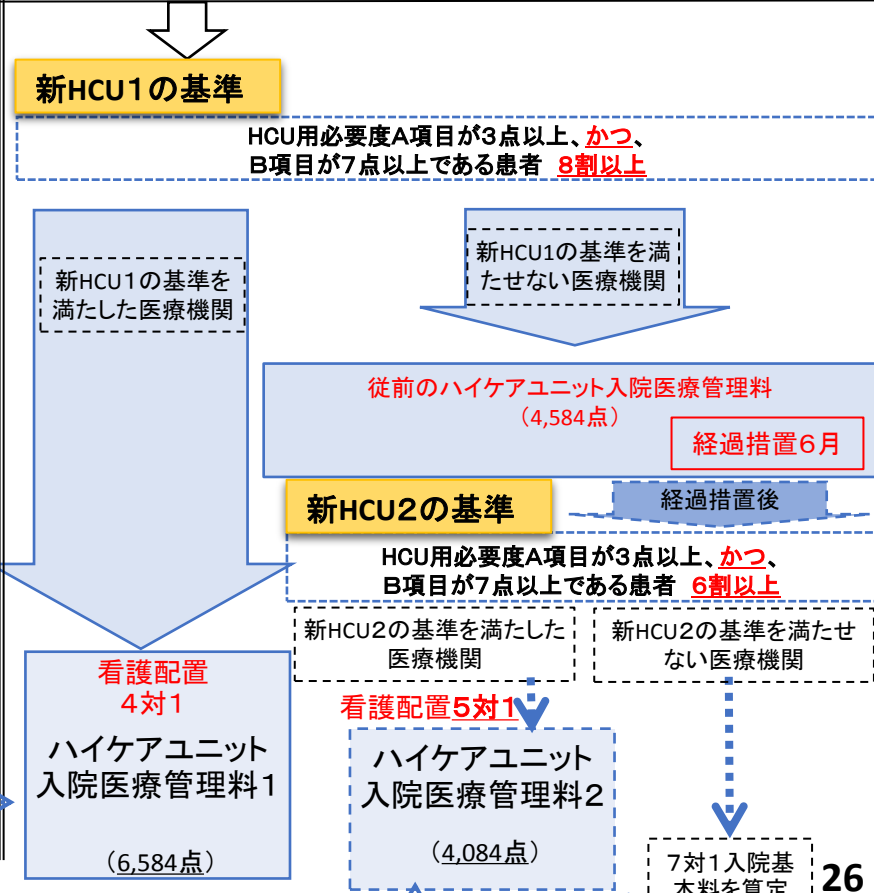 新HCU1の基準
HCU用必要度A項目が3点以上、かつ、
B項目が7点以上である患者 8割以上
新HCU1の基準を
満たした医療機関
新HCU1の基準を満
たせない医療機関
従前のハイケアユニット入院医療管理料
(4,584点)
経過措置6月
新HCU2の基準
経過措置後
HCU用必要度A項目が3点以上、かつ、
B項目が7点以上である患者 6割以上
新HCU2の基準を満たした
医療機関
新HCU2の基準を満たせ
ない医療機関
看護配置
4対1
ハイケアユニット
入院医療管理料1
(6,584点)
看護配置5対1
ハイケアユニット
入院医療管理料2
(4,084点)
7対1入院基
本料を算定
26